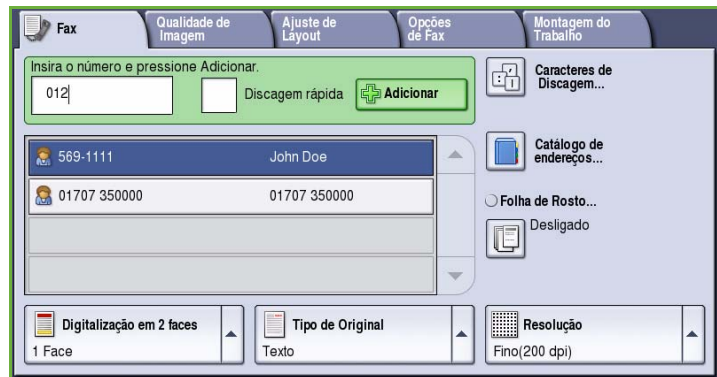 Fax
Qualidade de
Imagem
Ajuste de
Layout
Opções
de Fax
Montagem do
Trabalho
Insira o número e pressione Adicionar.
012
Discagem rápida
Adicionar
Caracteres de
Discagem...
569-1111 John Doe
01707 350000 01707 350000
Catálogo de
endereços...
Folha de Rosto...
Desligado
Digitalização em 2 faces
1 Face
Tipo de Original
Texto
Resolução
Fino(200 dpi)